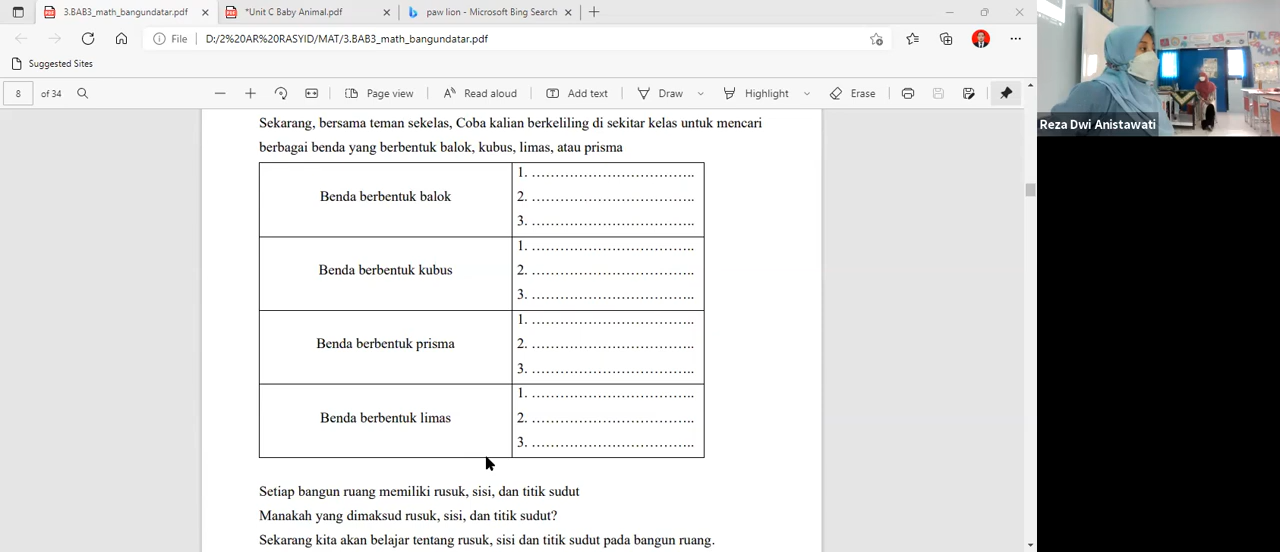 3.BAB3_math_bangundatar.pdf
*Unit C Baby Animal.pdf
paw lion - Microsoft Bing Search
File
D:/2%20AR%20RASYID/MAT/3.BAB3_math_bangundatar.pdf
Suggested Sites
8 of 34
Page view
Read aloud
Add text
Draw
Highlight
Erase
Reza Dwi Anistawati
Sekarang, bersama teman sekelas, Coba kalian berkeliling di sekitar kelas untuk mencari
berbagai benda yang berbentuk balok, kubus, limas, atau prisma
Benda berbentuk balok
1. ……………………………..
2. ……………………………..
3. ……………………………..
Benda berbentuk kubus
1. ……………………………..
2. ……………………………..
3. ……………………………..
Benda berbentuk prisma
1. ……………………………..
2. ……………………………..
3. ……………………………..
Benda berbentuk limas
1. ……………………………..
2. ……………………………..
3. ……………………………..
Setiap bangun ruang memiliki rusuk, sisi, dan titik sudut
Manakah yang dimaksud rusuk, sisi, dan titik sudut?
Sekarang kita akan belajar tentang rusuk, sisi dan titik sudut pada bangun ruang.